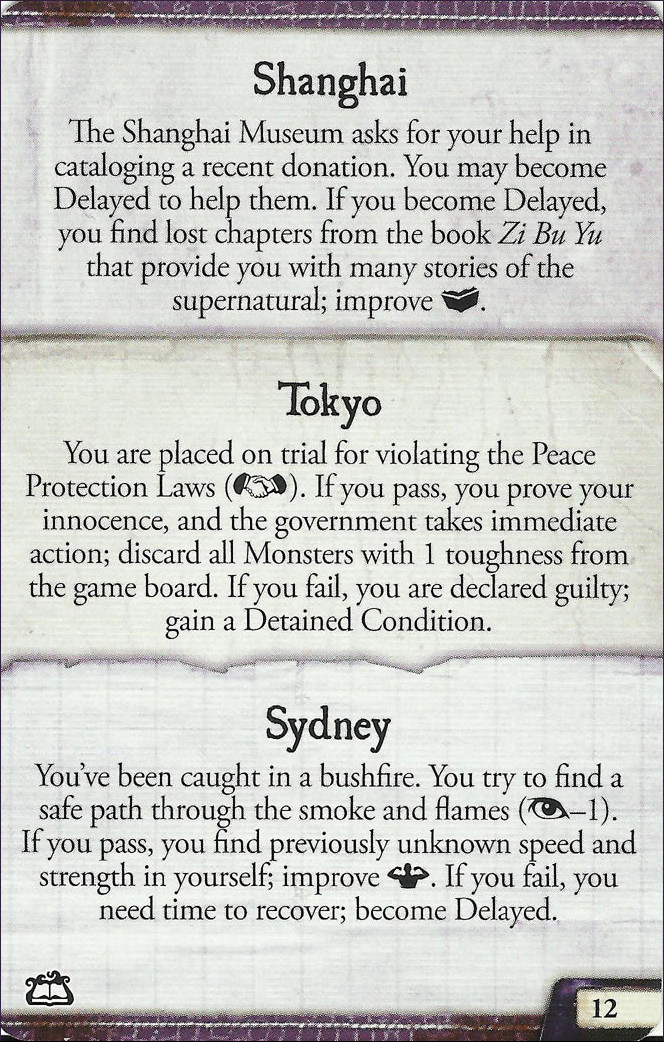 Shanghai
The Shanghai Museum asks for your help in
cataloging a recent donation. You may become
Delayed to help them. If you become Delayed,
you find lost chapters from the book Zi Bu Yu
that provide you with many stories of the
supernatural; improve .
Tokyo
You are placed on trial for violating the Peace
Protection Laws ( ). If you pass, you prove your
innocence, and the government takes immediate
action; discard all Monsters with 1 toughness from
the game board. If you fail, you are declared guilty;
gain a Detained Condition.
Sydney
You've been caught in a bushfire. You try to find a
safe path through the smoke and flames ( –1).
If you pass, you find previously unknown speed and
strength in yourself; improve . If you fail, you
need time to recover; become Delayed.
12